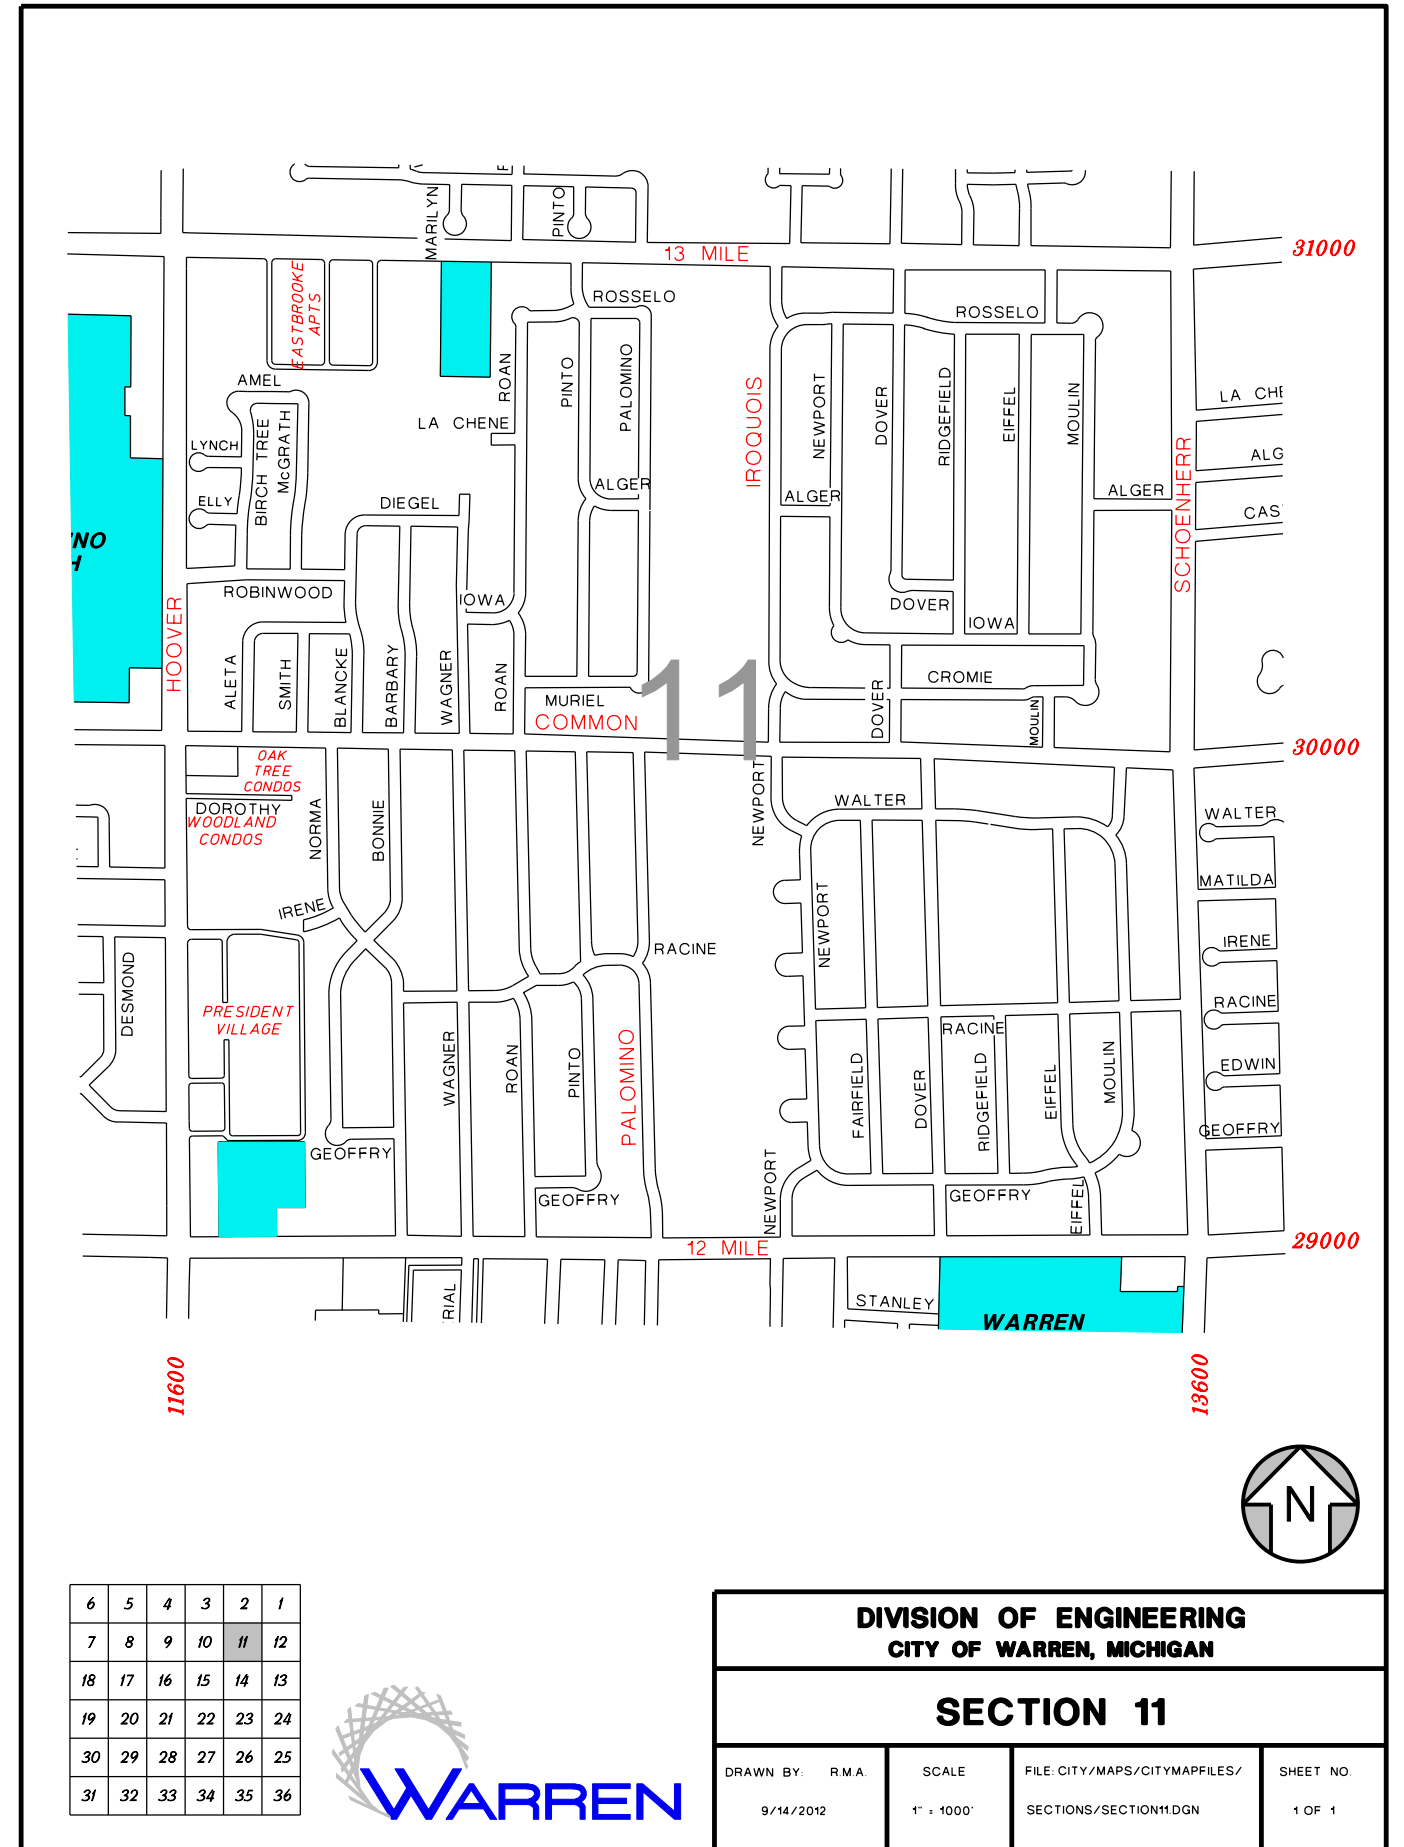 MARILYN
PINTO
13 MILE
31000
EASTBROOKE
APTS
ROSSELO
ROSSELO
ROAN
PINTO
PALOMINO
IROQUOIS
NEWPORT
DOVER
RIDGEFIELD
EIFFEL
MOULIN
AMEL
LA CHENE
LYNCH
BIRCH TREE
McGRATH
SCHOENHERR
ELLY
DIEGEL
ALGER
ALGER
ALGER
ROBINWOOD
IOWA
DOVER
IOWA
HOOVER
ALETA
SMITH
BLANCKE
BARBARY
WAGNER
ROAN
11
CROMIE
MURIEL
COMMON
DOVER
MOULIN
30000
OAK
TREE
CONDOS
DOROTHY
WOODLAND
CONDOS
NORMA
BONNIE
NEWPORT
WALTER
WALTER
MATILDA
IRENE
NEWPORT
RACINE
IRENE
DESMOND
PRESIDENT
VILLAGE
RACINE
RACINE
WAGNER
ROAN
PINTO
PALOMINO
FAIRFIELD
DOVER
RIDGEFIELD
EIFFEL
MOULIN
EDWIN
GEOFFRY
GEOFFRY
GEOFFRY
NEWPORT
GEOFFRY
EIFFEL
12 MILE
29000
STANLEY
WARREN
11600
13600
N
6 5 4 3 2 1
7 8 9 10 11 12
18 17 16 15 14 13
19 20 21 22 23 24
30 29 28 27 26 25
31 32 33 34 35 36
WARREN
DIVISION OF ENGINEERING
CITY OF WARREN, MICHIGAN
SECTION 11
DRAWN BY: R.M.A.
9/14/2012
SCALE
1" = 1000'
FILE: CITY/MAPS/CITYMAPFILES/
SECTIONS/SECTION11.DGN
SHEET NO.
1 OF 1